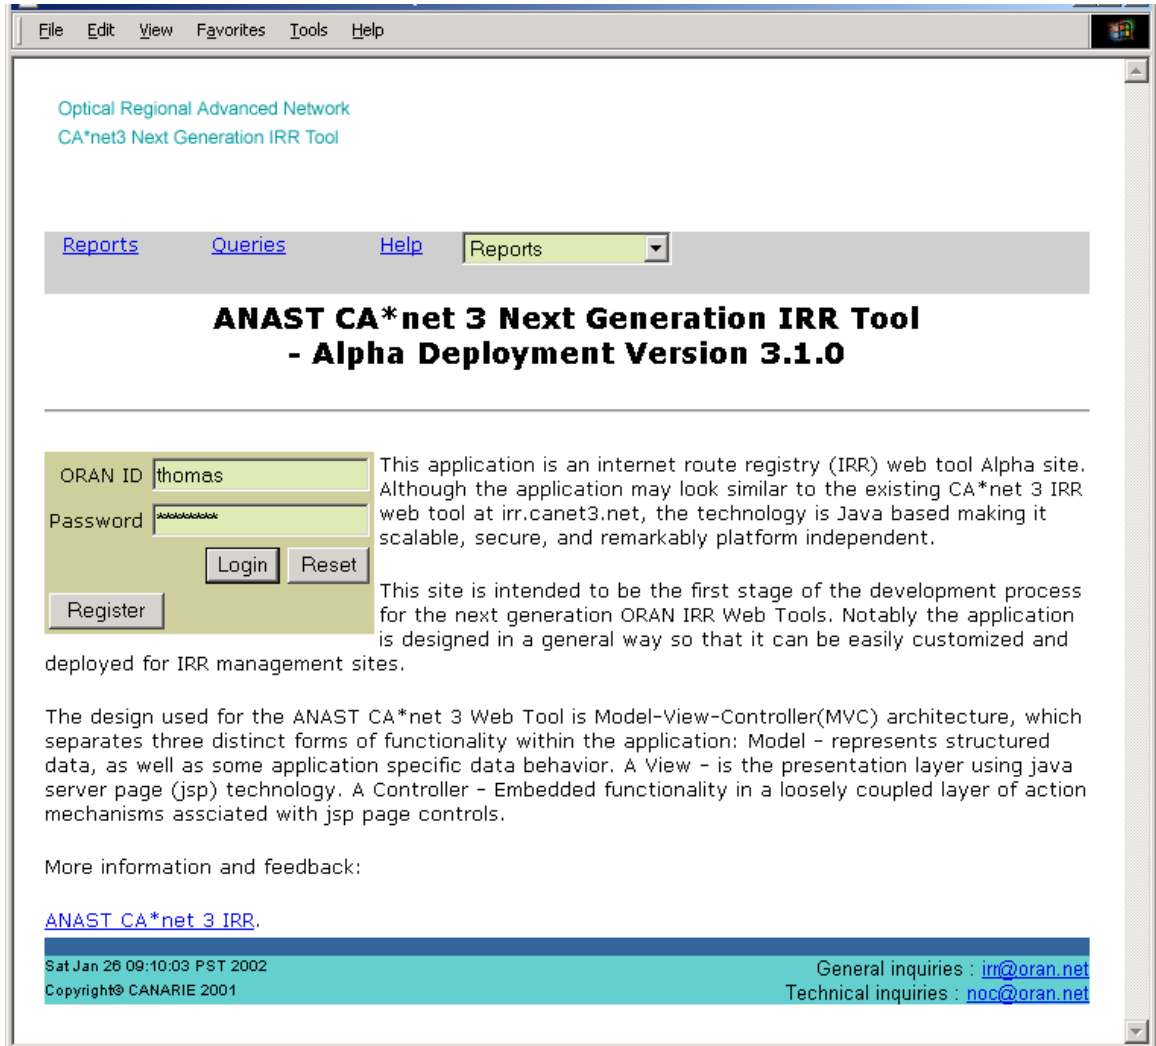 File Edit View Favorites Tools Help
Optical Regional Advanced Network
CA*net3 Next Generation IRR Tool
Reports Queries Help Reports
ANAST CA*net 3 Next Generation IRR Tool
- Alpha Deployment Version 3.1.0
ORAN ID thomas
Password *********
Login Reset
Register
This application is an internet route registry (IRR) web tool Alpha site.
Although the application may look similar to the existing CA*net 3 IRR
web tool at irr.canet3.net, the technology is Java based making it
scalable, secure, and remarkably platform independent.
This site is intended to be the first stage of the development process
for the next generation ORAN IRR Web Tools. Notably the application
is designed in a general way so that it can be easily customized and
deployed for IRR management sites.
The design used for the ANAST CA*net 3 Web Tool is Model-View-Controller(MVC) architecture, which
separates three distinct forms of functionality within the application: Model - represents structured
data, as well as some application specific data behavior. A View - is the presentation layer using java
server page (jsp) technology. A Controller - Embedded functionality in a loosely coupled layer of action
mechanisms assciated with jsp page controls.
More information and feedback:
ANAST CA*net 3 IRR.
Sat Jan 26 09:10:03 PST 2002
Copyright© CANARIE 2001
General inquiries : irr@oran.net
Technical inquiries : noc@oran.net